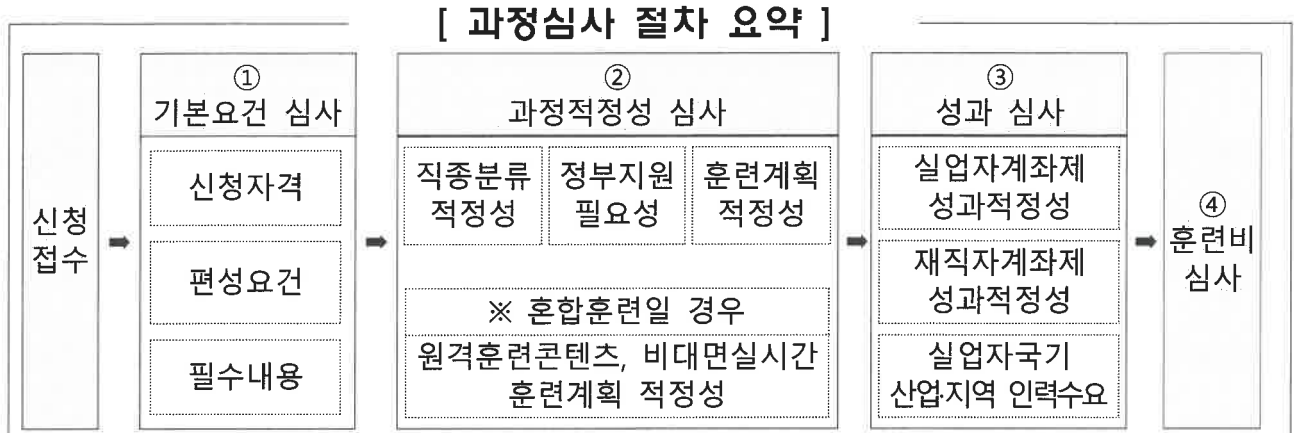 [ 과정심사 절차 요약 ]
신청
접수
①
기본요건 심사
신청자격
편성요건
필수내용
②
과정적정성 심사
직종분류
적정성
정부지원
필요성
훈련계획
적정성
※ 혼합훈련일 경우
원격훈련콘텐츠, 비대면실시간
훈련계획 적정성
③
성과 심사
실업자계좌제
성과적정성
재직자계좌제
성과적정성
실업자국기
산업·지역 인력수요
④
훈련비
심사